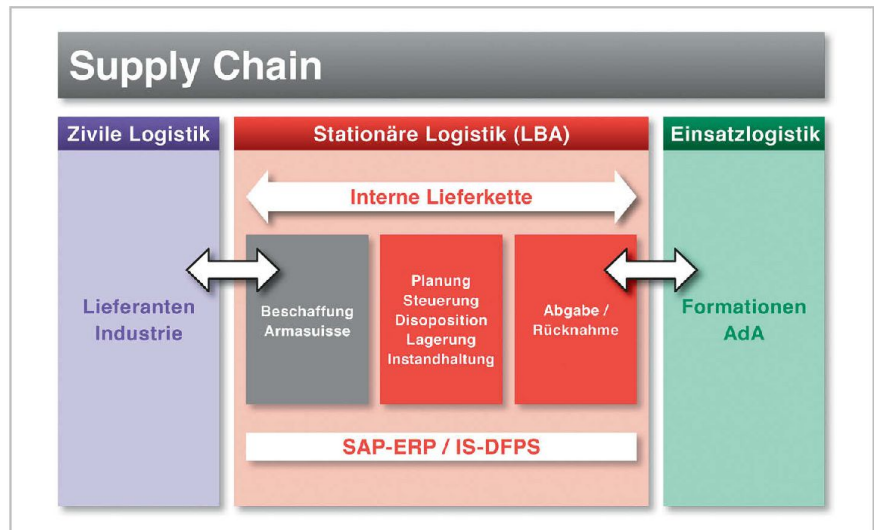 Supply Chain
Zivile Logistik
Lieferanten
Industrie
Stationäre Logistik (LBA)
Interne Lieferkette
Beschaffung
Armasuisse
Planung
Steuerung
Disoposition
Lagerung
Instandhaltung
Abgabe /
Rücknahme
SAP-ERP / IS-DFPS
Einsatzlogistik
Formationen
AdA